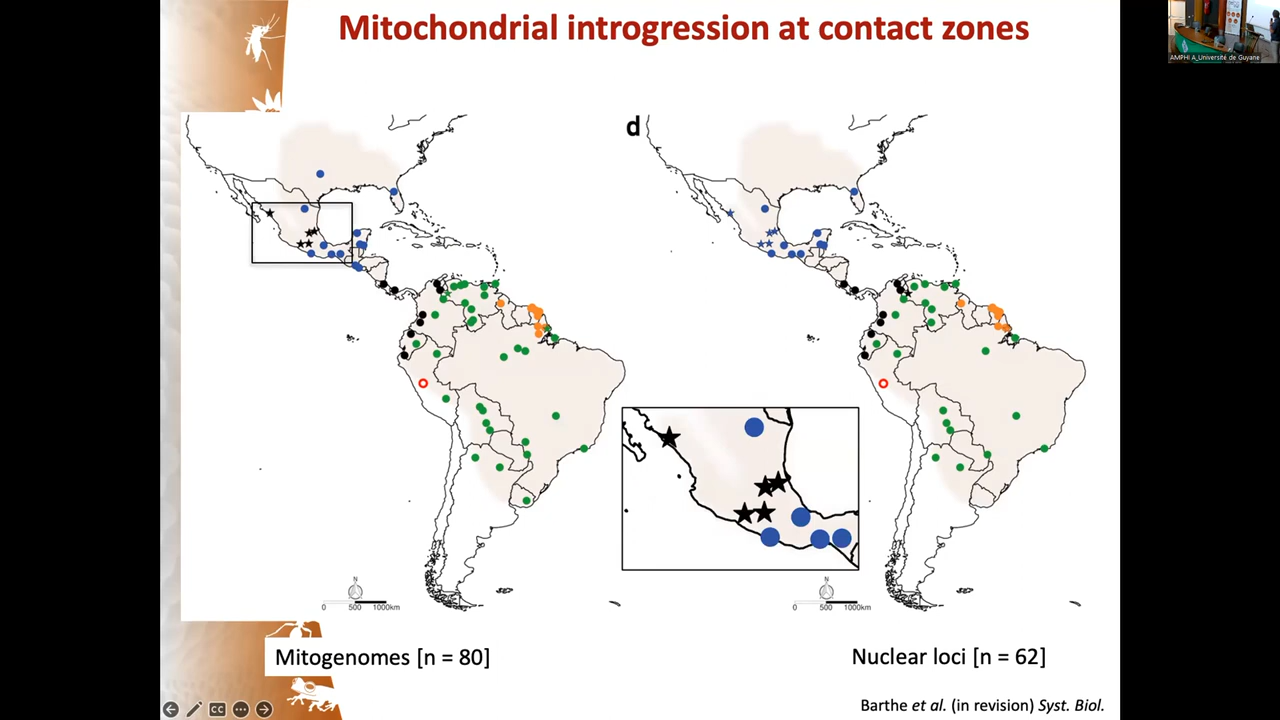 Mitochondrial introgression at contact zones
AMPHI A_Université de Guyane
d
N
0 500 1000km
N
0 500 1000km
Mitogenomes [n = 80]
Nuclear loci [n = 62]
CC
Barthe et al. (in revision) Syst. Biol.